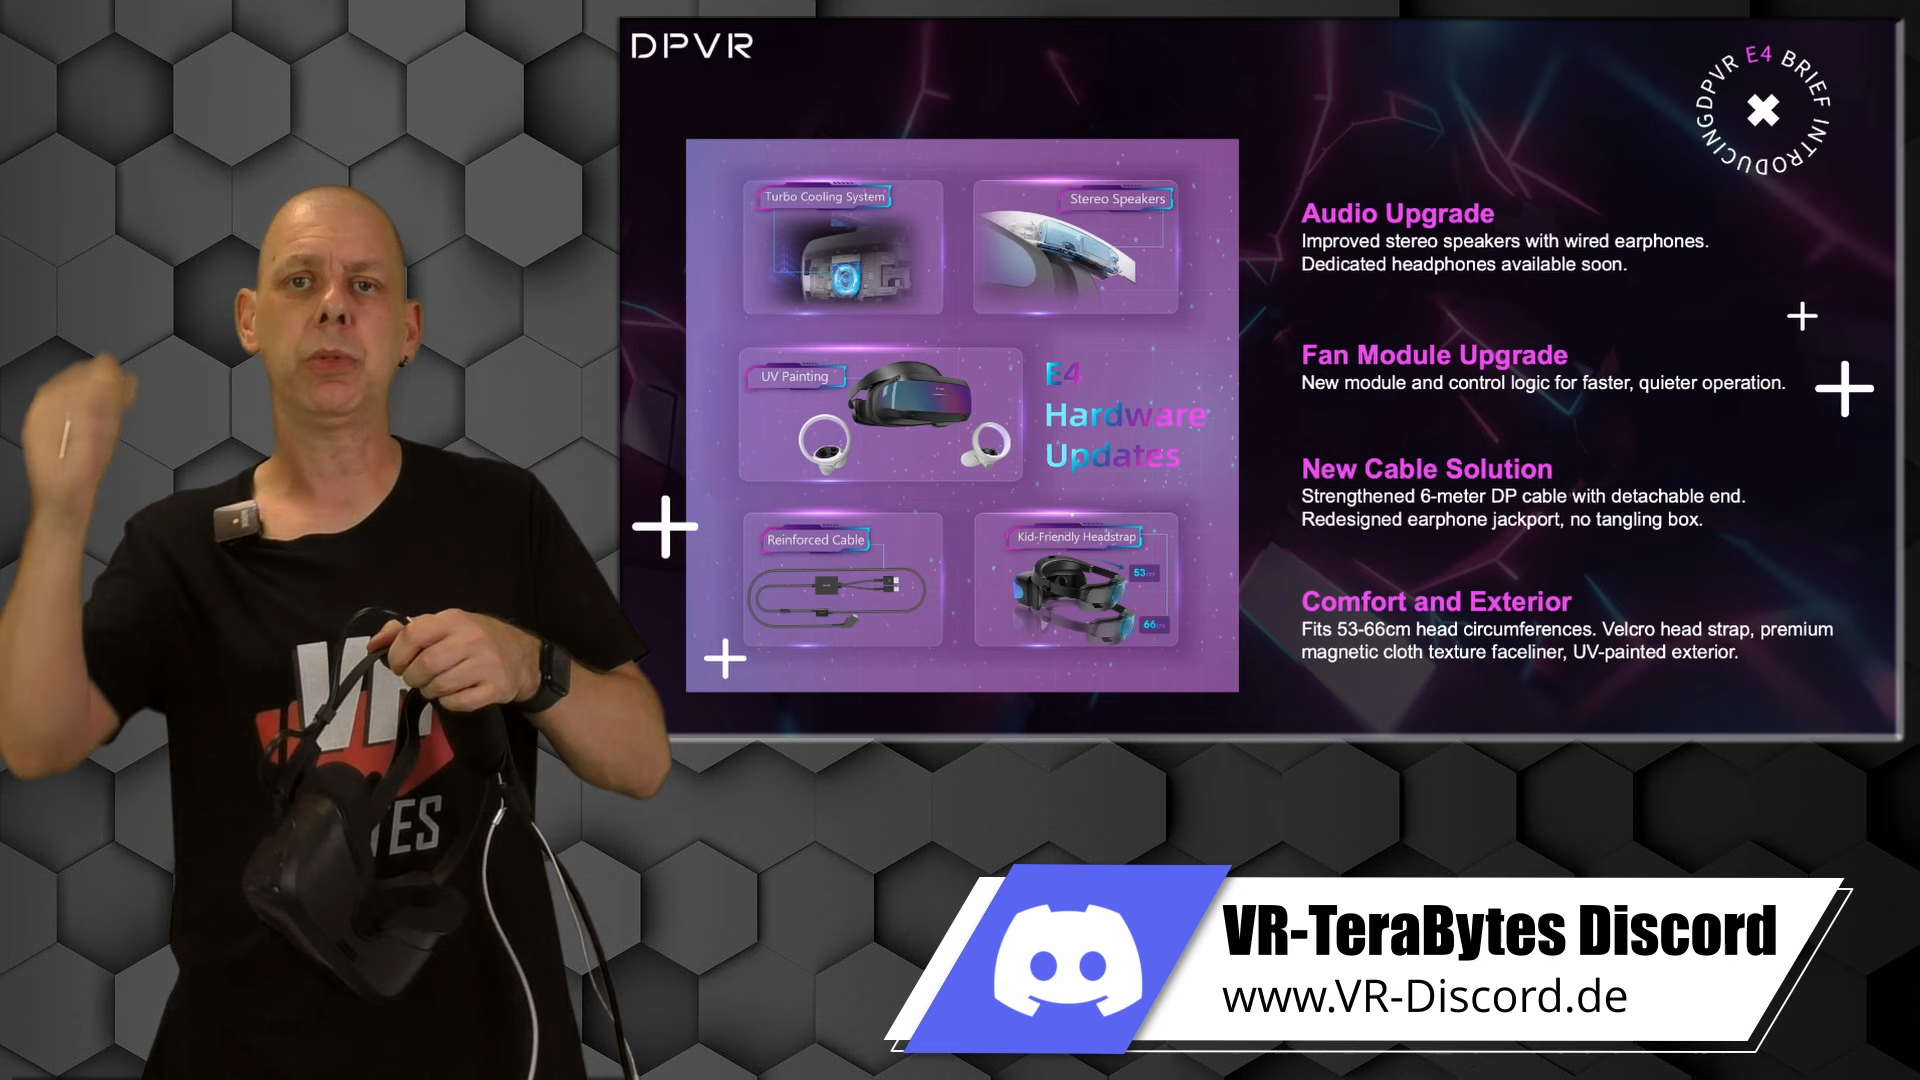 DPVR
INTRODUCING DPVR E4 BRIEF
Turbo Cooling System
Stereo Speakers
UV Painting
E4
Hardware
Updates
Reinforced Cable
Kid-Friendly Headstrap
53cm
66cm
Audio Upgrade
Improved stereo speakers with wired earphones.
Dedicated headphones available soon.
Fan Module Upgrade
New module and control logic for faster, quieter operation.
New Cable Solution
Strengthened 6-meter DP cable with detachable end.
Redesigned earphone jackport, no tangling box.
Comfort and Exterior
Fits 53-66cm head circumferences. Velcro head strap, premium
magnetic cloth texture faceliner, UV-painted exterior.
VR
TES
VR-TeraBytes Discord
www.VR-Discord.de